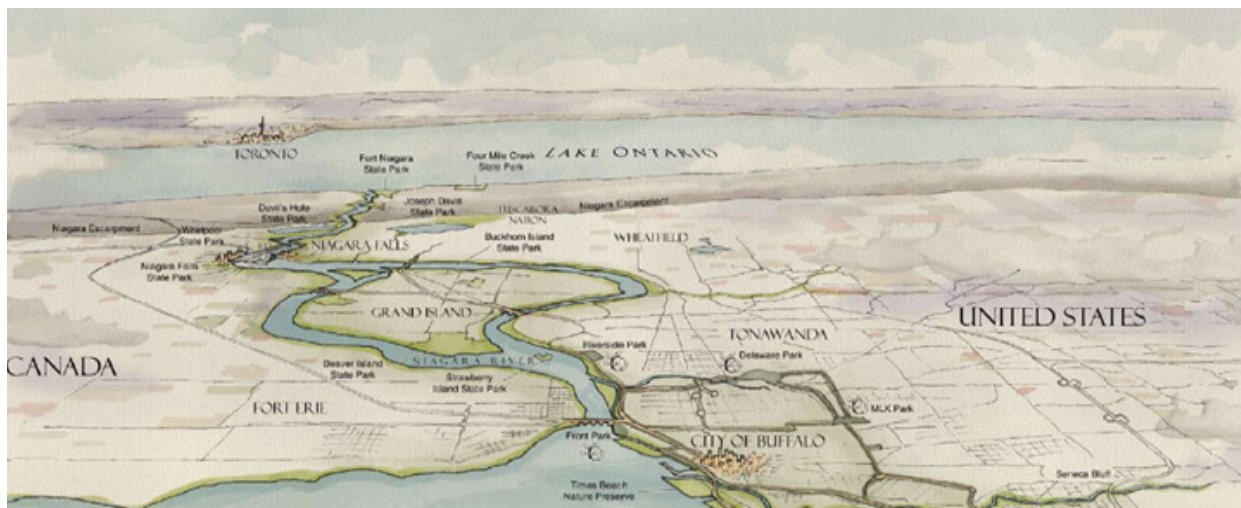 TORONTO
LAKE ONTARIO
Fort Niagara
State Park
Four Mile Creek
State Park
Devil's Hole
State Park
Joseph Davis
State Park
TUSCARORA
NATION
Niagara Escarpment
Niagara Escarpment
Whirlpool
State Park
NIAGARA FALLS
Buckhorn Island
State Park
WHEATFIELD
Niagara Falls
State Park
GRAND ISLAND
UNITED STATES
TONAWANDA
Riverside Park
Delaware Park
CANADA
Beaver Island
State Park
NIAGARA RIVER
Strawberry
Island State Park
FORT ERIE
MLK Park
Front Park
CITY OF BUFFALO
Seneca Bluff
Times Beach
Nature Preserve